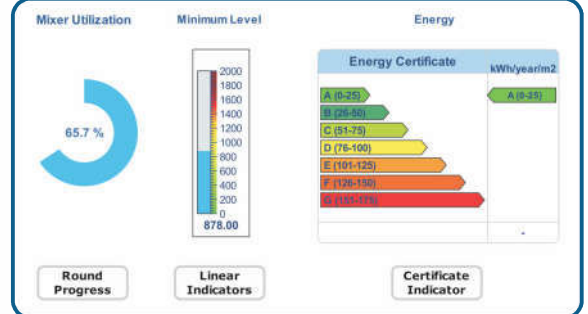 Mixer Utilization
65.7 %
Minimum Level
2000
1800
1600
1400
1200
1000
800
600
400
200
0
878.00
Energy
Energy Certificate
kWh/year/m2
A (0-25)
A (0-25)
B (26-50)
C (51-75)
D (76-100)
E (101-125)
F (126-150)
G (151-175)
-
Round
Progress
Linear
Indicators
Certificate
Indicator